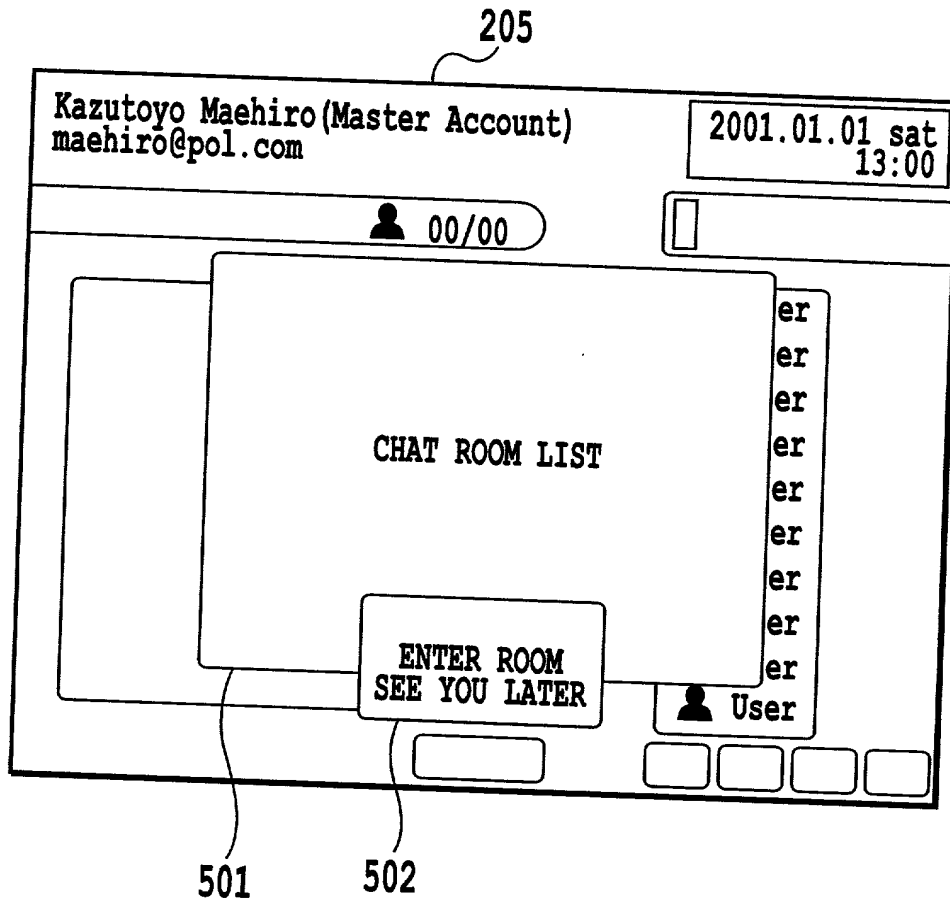 205
Kazutoyo Maehiro(Master Account)
maehiro@pol.com
2001.01.01 sat
13:00
00/00
er
er
er
er
er
er
er
er
er
User
CHAT ROOM LIST
ENTER ROOM
SEE YOU LATER
501
502